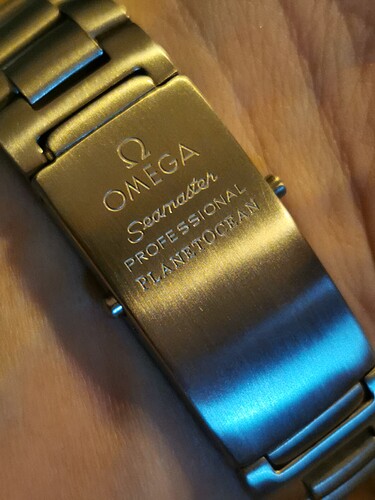 Ω
OMEGA
Seamaster
PROFESSIONAL
PLANETOCEAN